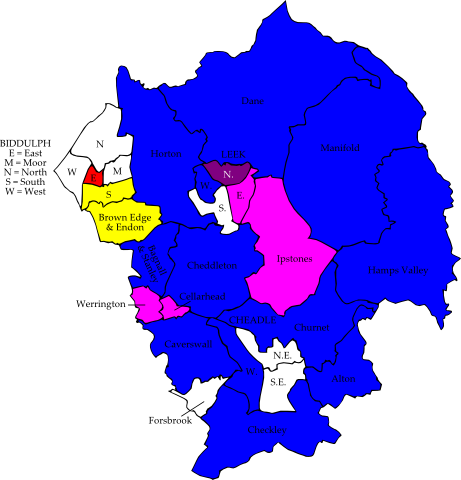 Dane
BIDDULPH
E = East
M = Moor
N = North
S = South
W = West
N
Horton
LEEK
Manifold
W
M
E
N.
W.
S
E.
S.
Brown Edge
& Endon
Bagnall
& Stanley
Cheddleton
Ipstones
Hamps Valley
Werrington
Cellarhead
CHEADLE
Churnet
Caverswall
N.E.
W.
S.E.
Alton
Forsbrook
Checkley